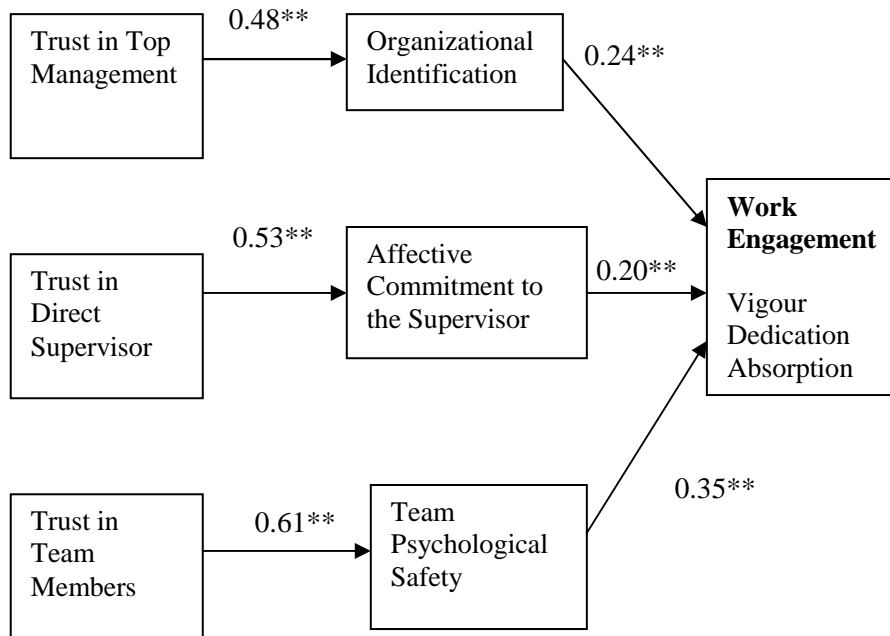 0.48**
Trust in Top
Management
Organizational
Identification
0.24**
Work
Engagement
Vigour
Dedication
Absorption
0.53**
Trust in
Direct
Supervisor
Affective
Commitment to
the Supervisor
0.20**
Trust in
Team
Members
0.61**
Team
Psychological
Safety
0.35**